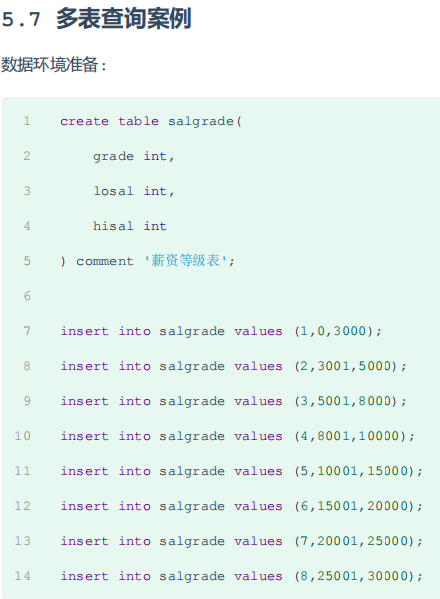 5.7 多表查询案例
数据环境准备:
1 create table salgrade(
2 grade int,
3 losal int,
4 hisal int
5 ) comment '薪资等级表';
6
7 insert into salgrade values (1,0,3000);
8 insert into salgrade values (2,3001,5000);
9 insert into salgrade values (3,5001,8000);
10 insert into salgrade values (4,8001,10000);
11 insert into salgrade values (5,10001,15000);
12 insert into salgrade values (6,15001,20000);
13 insert into salgrade values (7,20001,25000);
14 insert into salgrade values (8,25001,30000);